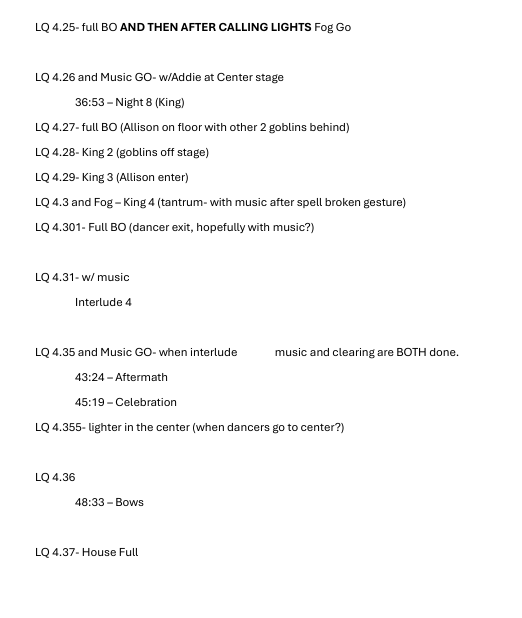 LQ 4.25- full BO AND THEN AFTER CALLING LIGHTS Fog Go
LQ 4.26 and Music GO- w/Addie at Center stage
36:53 – Night 8 (King)
LQ 4.27- full BO (Allison on floor with other 2 goblins behind)
LQ 4.28- King 2 (goblins off stage)
LQ 4.29- King 3 (Allison enter)
LQ 4.3 and Fog – King 4 (tantrum- with music after spell broken gesture)
LQ 4.301- Full BO (dancer exit, hopefully with music?)
LQ 4.31- w/ music
Interlude 4
LQ 4.35 and Music GO- when interlude music and clearing are BOTH done.
43:24 – Aftermath
45:19 – Celebration
LQ 4.355- lighter in the center (when dancers go to center?)
LQ 4.36
48:33 – Bows
LQ 4.37- House Full